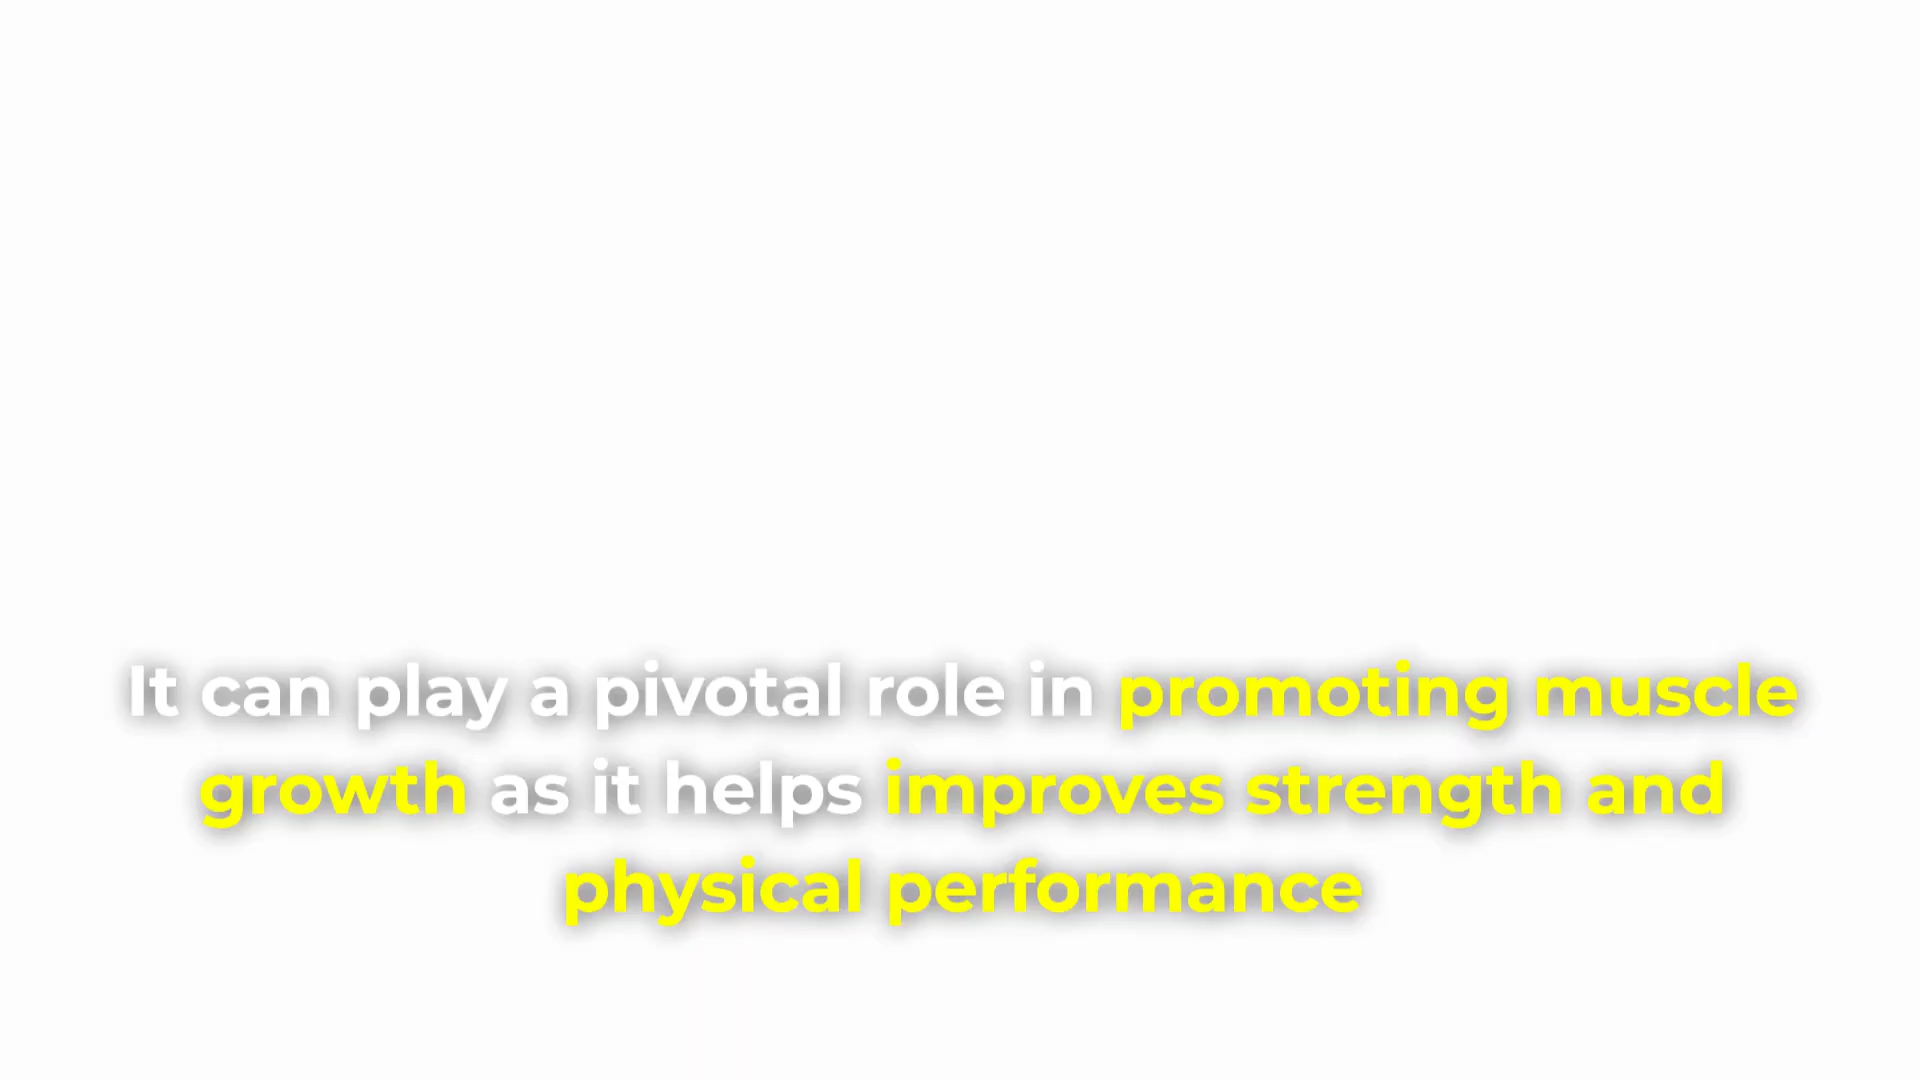 It can play a pivotal role in promoting muscle
growth as it helps improves strength and
physical performance